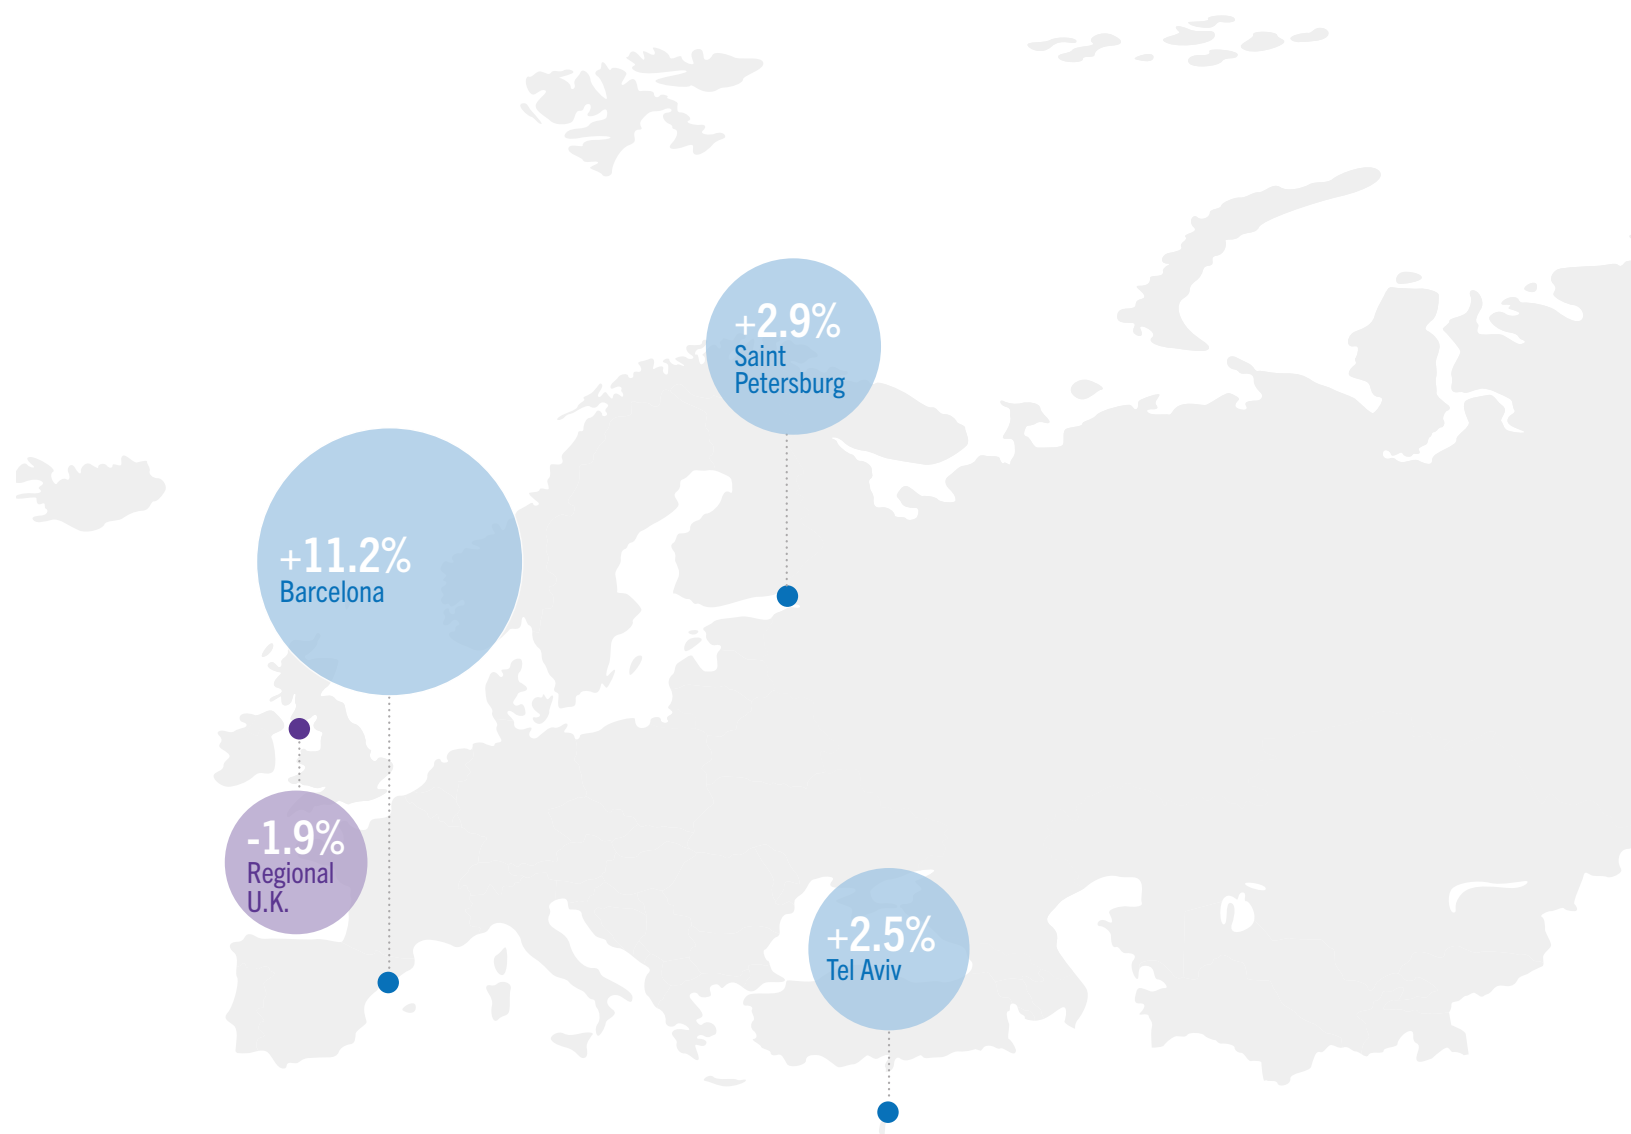 +2.9%
Saint
Petersburg
+11.2%
Barcelona
-1.9%
Regional
U.K.
+2.5%
Tel Aviv